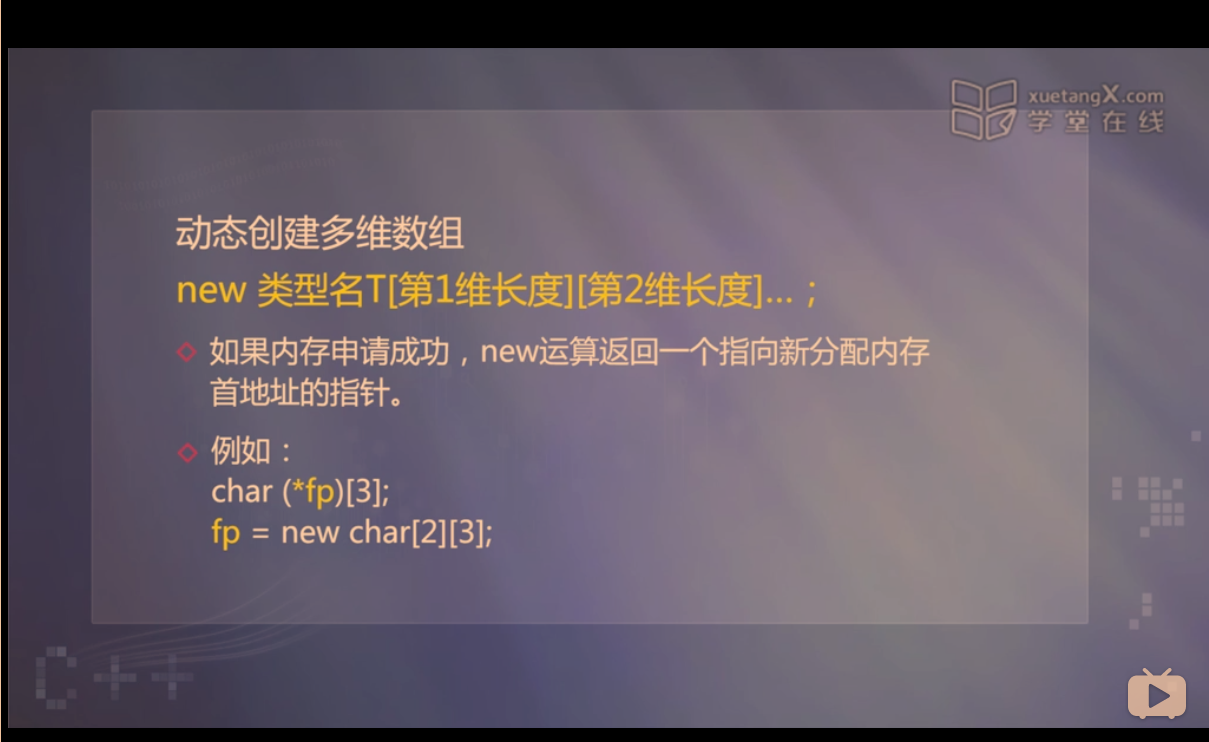 xuetangX.com
学堂在线
动态创建多维数组
new 类型名T[第1维长度][第2维长度]…；
如果内存申请成功，new运算返回一个指向新分配内存
首地址的指针。
例如：
char (*fp)[3];
fp = new char[2][3];
C++